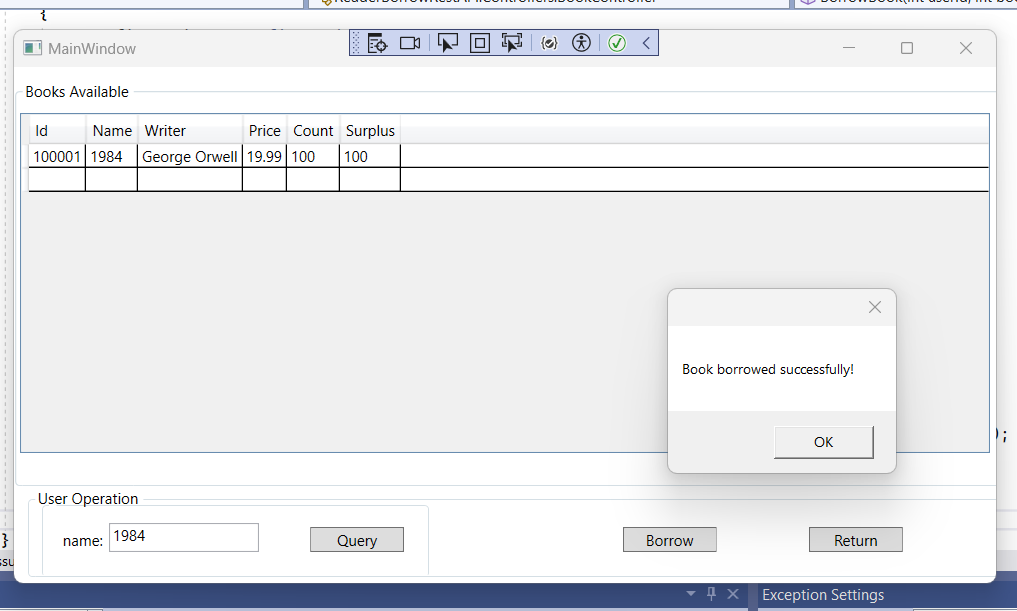 {
MainWindow
Books Available
Id Name Writer Price Count Surplus
100001 1984 George Orwell 19.99 100 100
Book borrowed successfully!
OK
);
User Operation
name: 1984 Query Borrow Return
}
Exception Settings